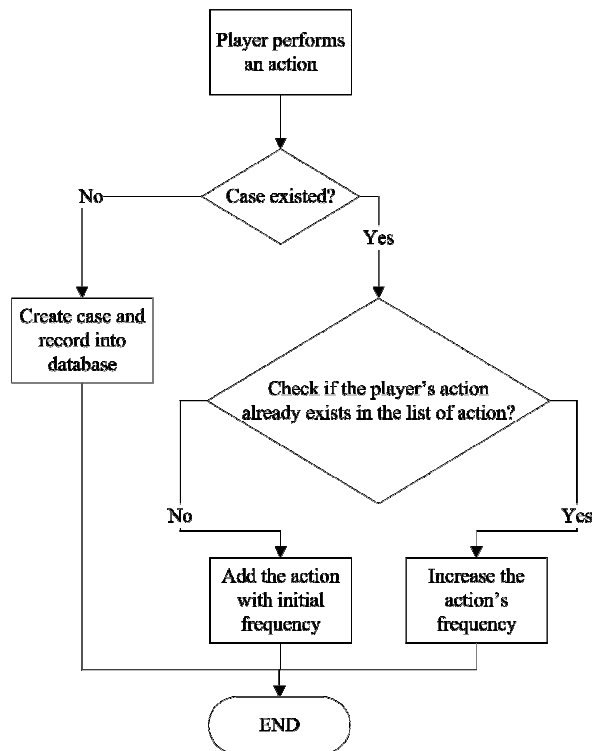 Player performs
an action
Case existed?
No
Yes
Create case and
record into
database
Check if the player's action
already exists in the list of action?
No
Yes
Add the action
with initial
frequency
Increase the
action's
frequency
END